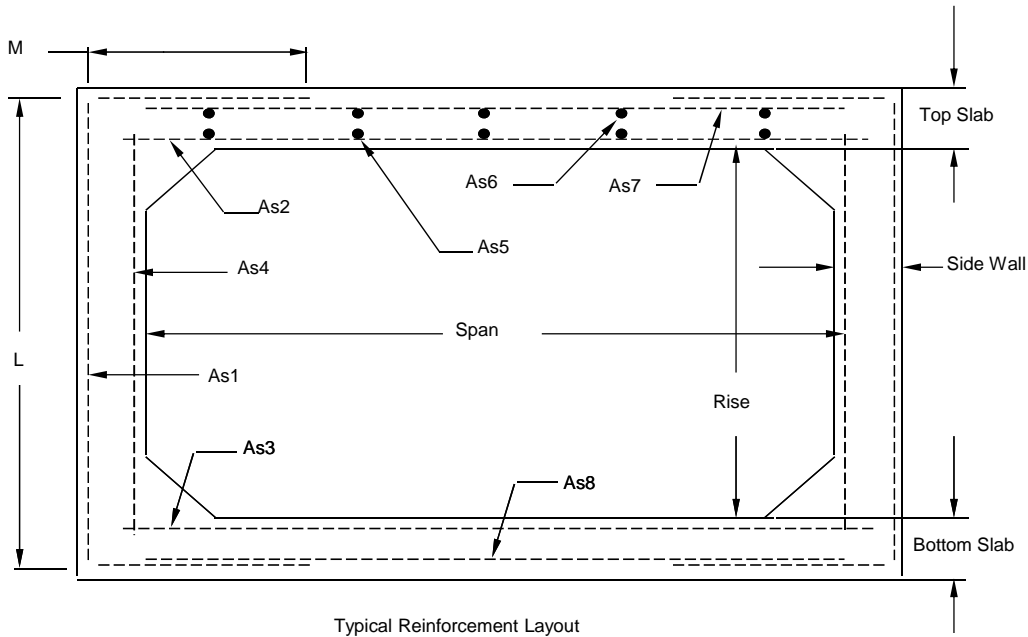 M
Top Slab
As6
As7
As2
As5
As4
Side Wall
Span
L
As1
Rise
As3
As8
Bottom Slab
Typical Reinforcement Layout